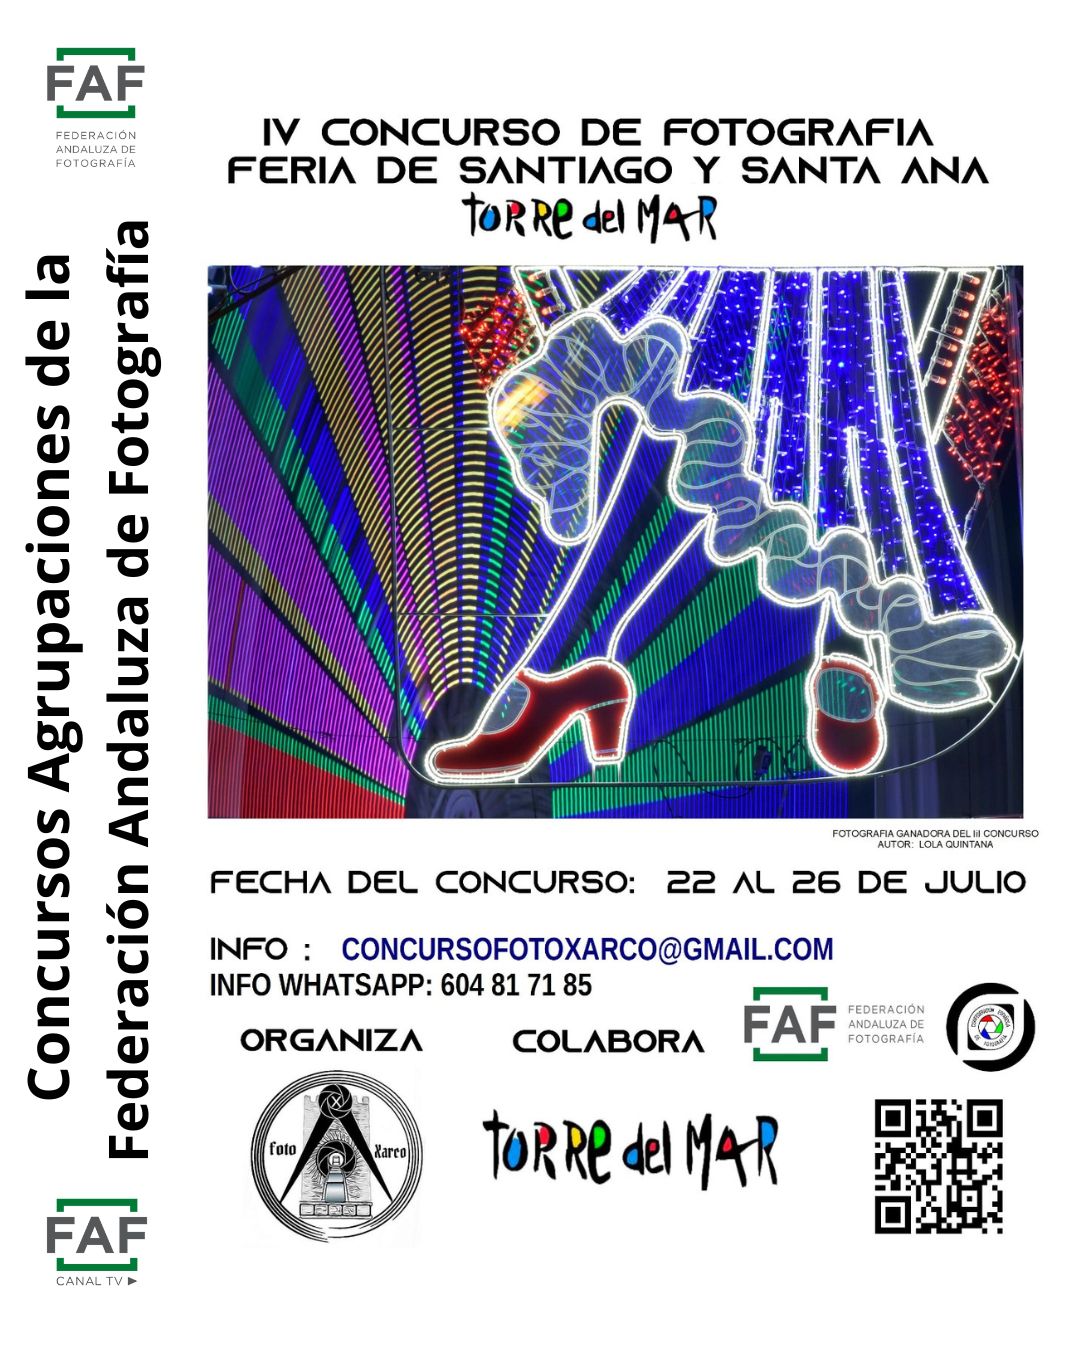 FAF
FEDERACIÓN
ANDALUZA DE
FOTOGRAFÍA
Concursos Agrupaciones de la
Federación Andaluza de Fotografía
FAF
CANAL TV
IV CONCURSO DE FOTOGRAFIA
FERIA DE SANTIAGO Y SANTA ANA
TORRE del MAR
FOTOGRAFIA GANADORA DEL IiI CONCURSO
AUTOR: LOLA QUINTANA
FECHA DEL CONCURSO: 22 AL 26 DE JULIO
INFO : CONCURSOFOTOXARCO@GMAIL.COM
INFO WHATSAPP: 604 81 71 85
ORGANIZA
foto Xarco
X
COLABORA
TORRE del MAR
FAF
FEDERACIÓN
ANDALUZA DE
FOTOGRAFÍA